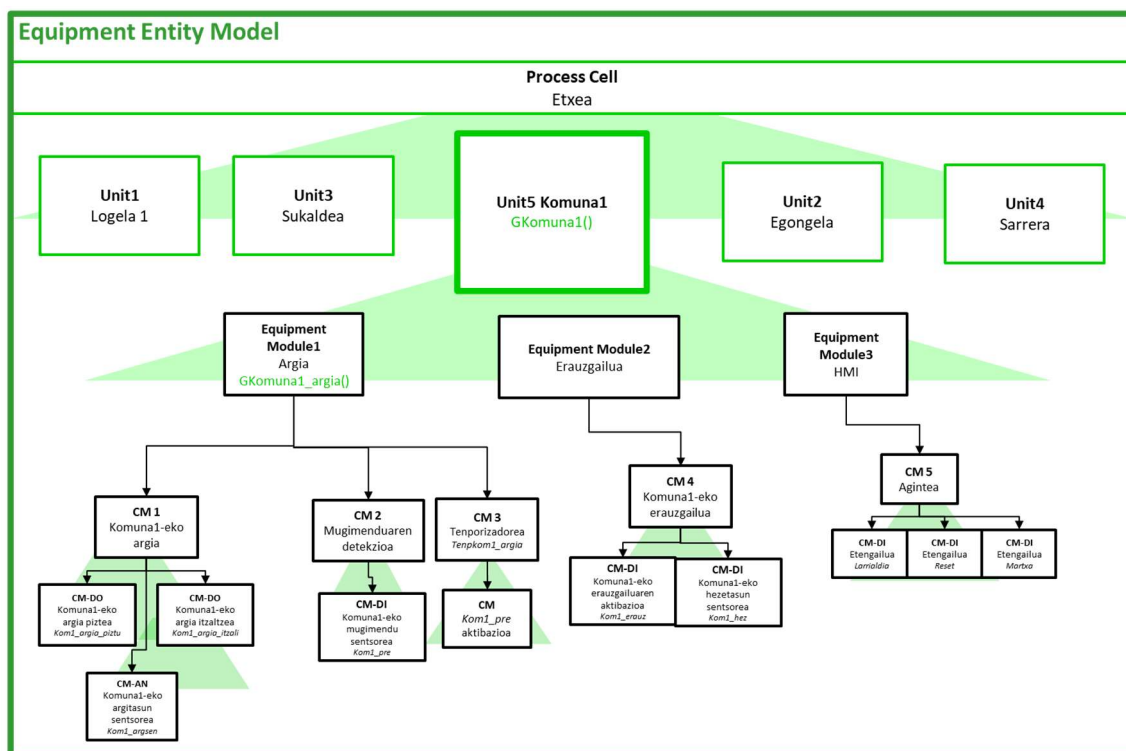 Equipment Entity Model
Process Cell
Etxea
Unit1
Logela 1
Unit3
Sukaldea
Unit5 Komuna1
GKomuna1()
Unit2
Egongela
Unit4
Sarrera
Equipment
Module1
Argia
GKomuna1_argia()
Equipment Module2
Erauzgailua
Equipment
Module3
HMI
CM 1
Komuna1-eko
argia
CM 2
Mugimenduaren
detekzioa
CM 3
Tenporizadorea
Tenpkom1_argia
CM 4
Komuna1-eko
erauzgailua
CM 5
Agintea
CM-DO
Komuna1-eko
argia piztea
Kom1_argia_piztu
CM-DO
Komuna1-eko
argia itzaltzea
Kom1_argia_itzali
CM-AN
Komuna1-eko
argitasun
sentsorea
Kom1_argsen
CM-DI
Komuna1-eko
mugimendu
sentsorea
Kom1_pre
CM
Kom1_pre
aktibazioa
CM-DI
Komuna1-eko
erauzgailuaren
aktibazioa
Kom1_erauz
CM-DI
Komuna1-eko
hezetasun
sentsorea
Kom1_hez
CM-DI
Etengailua
Larrialdia
CM-DI
Etengailua
Reset
CM-DI
Etengailua
Martxa